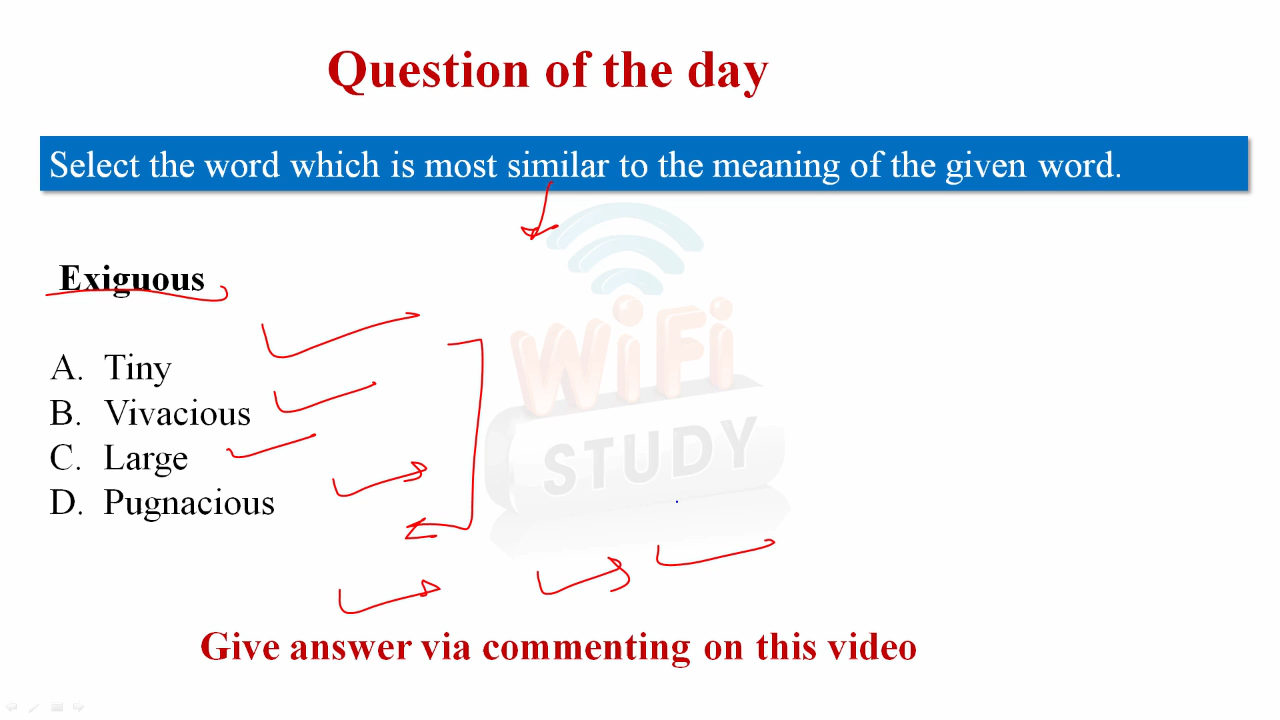 Question of the day
Select the word which is most similar to the meaning of the given word.
Exiguous
A. Tiny
B. Vivacious
C. Large
D. Pugnacious
WiFi
STUDY
Give answer via commenting on this video